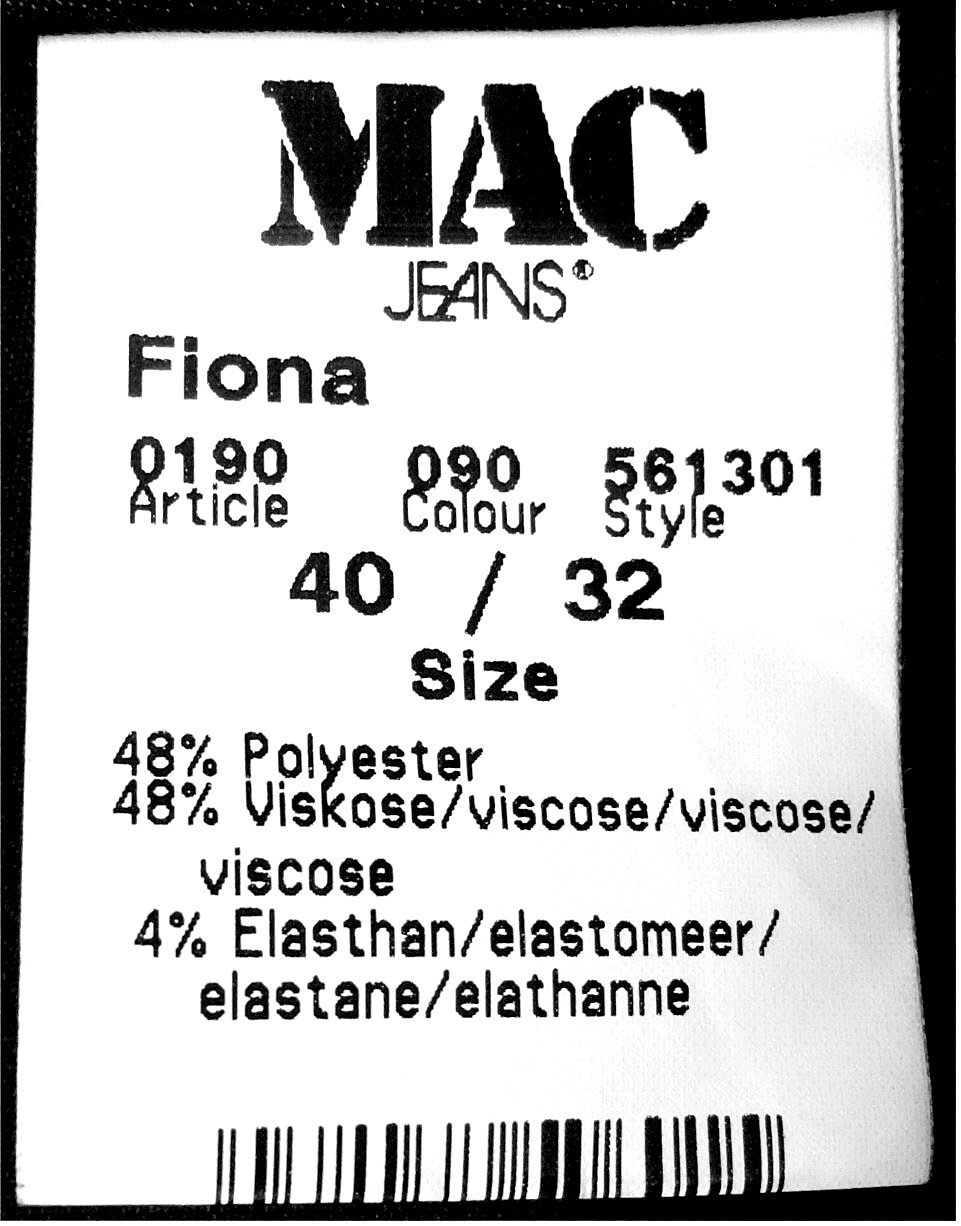 MAC
JEANS®
Fiona
0190 090 561301
Article Colour Style
40 / 32
Size
48% Polyester
48% Viskose/viscose/viscose/
viscose
4% Elasthan/elastomeer/
elastane/elathanne